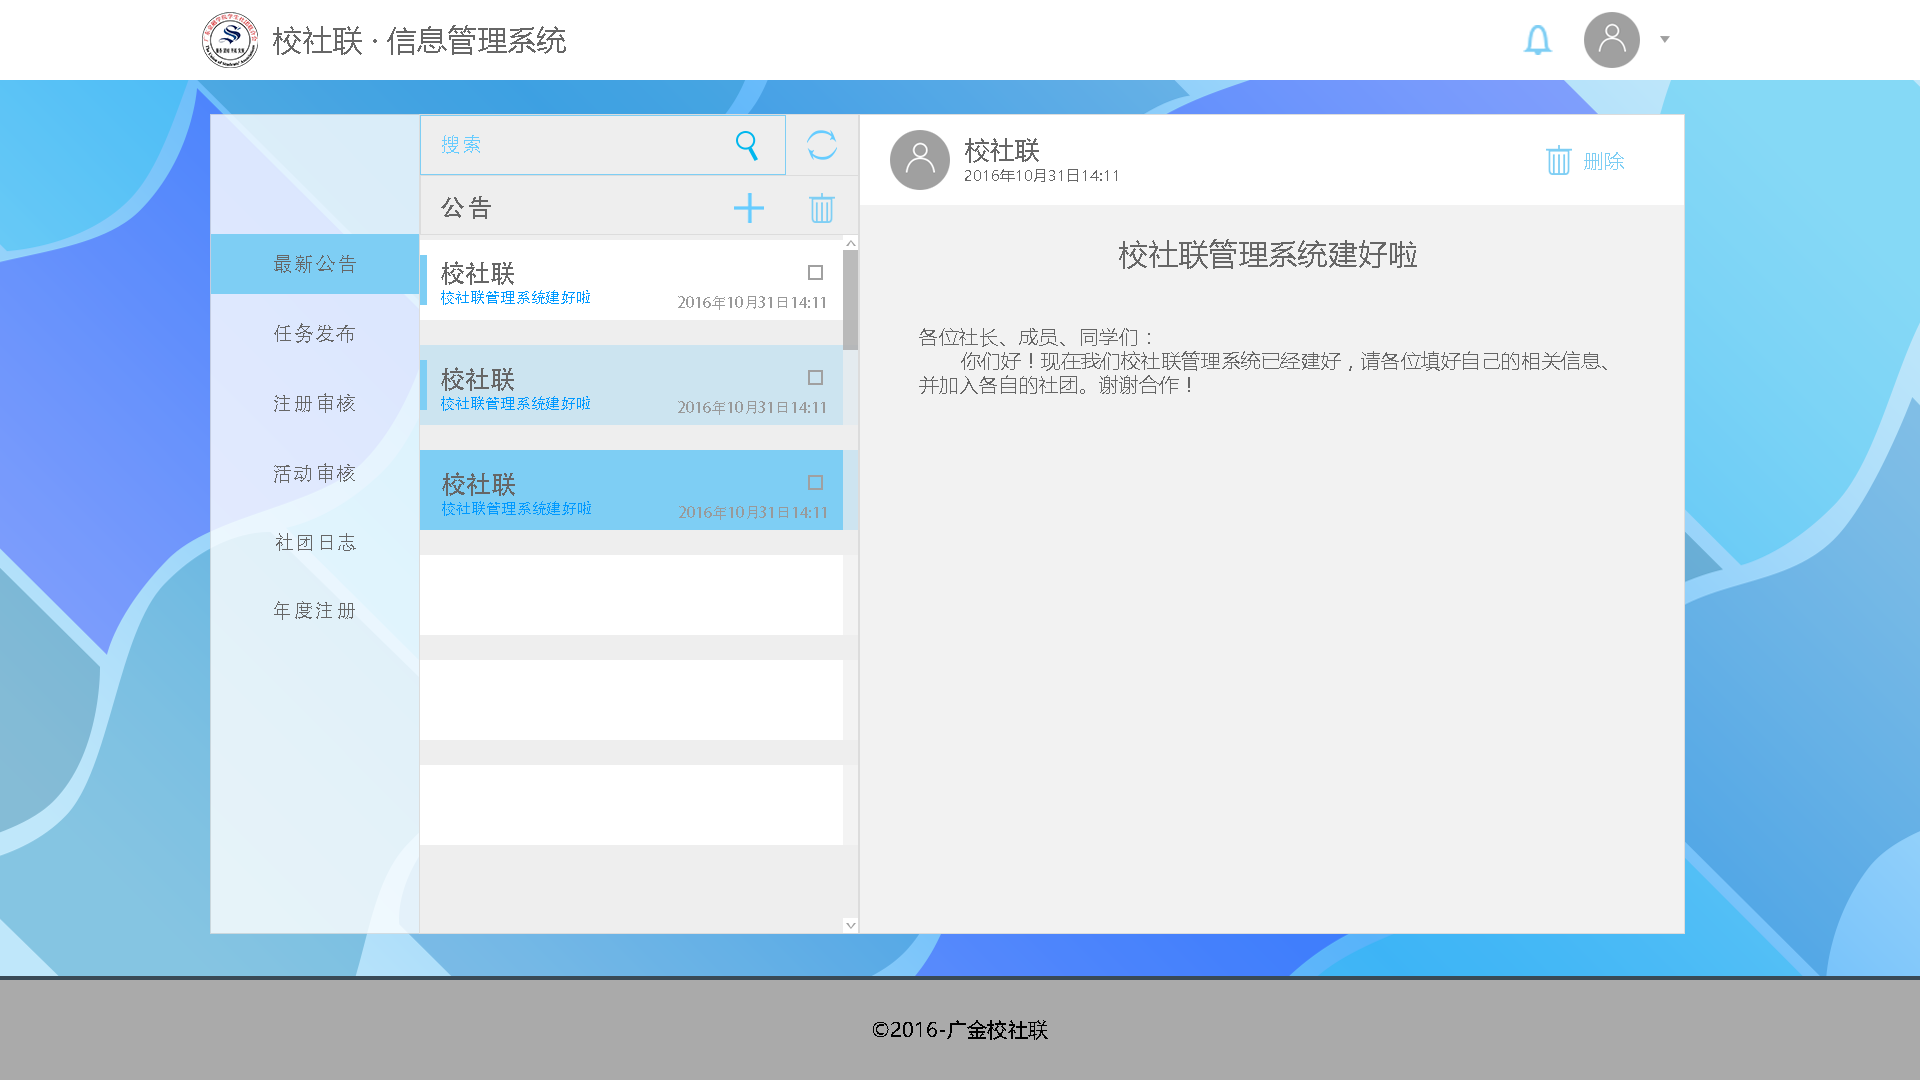 校社联·信息管理系统
搜索
公告
最新公告
任务发布
注册审核
活动审核
社团日志
年度注册
校社联
校社联管理系统建好啦
2016年10月31日14:11
校社联
校社联管理系统建好啦
2016年10月31日14:11
校社联
校社联管理系统建好啦
2016年10月31日14:11
校社联
2016年10月31日14:11
删除
校社联管理系统建好啦
各位社长、成员、同学们：
你们好！现在我们校社联管理系统已经建好，请各位填好自己的相关信息、
并加入各自的社团。谢谢合作！
©2016-广金校社联